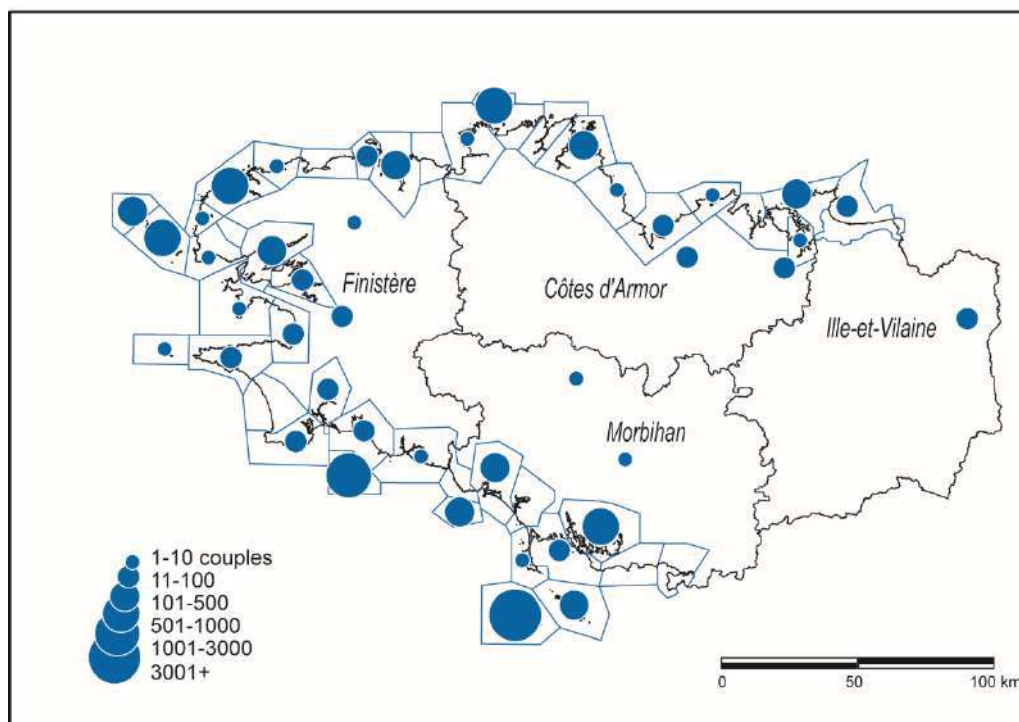 Finistère
Côtes d'Armor
Ille-et-Vilaine
Morbihan
1-10 couples
11-100
101-500
501-1000
1001-3000
3001+
0 50 100 km